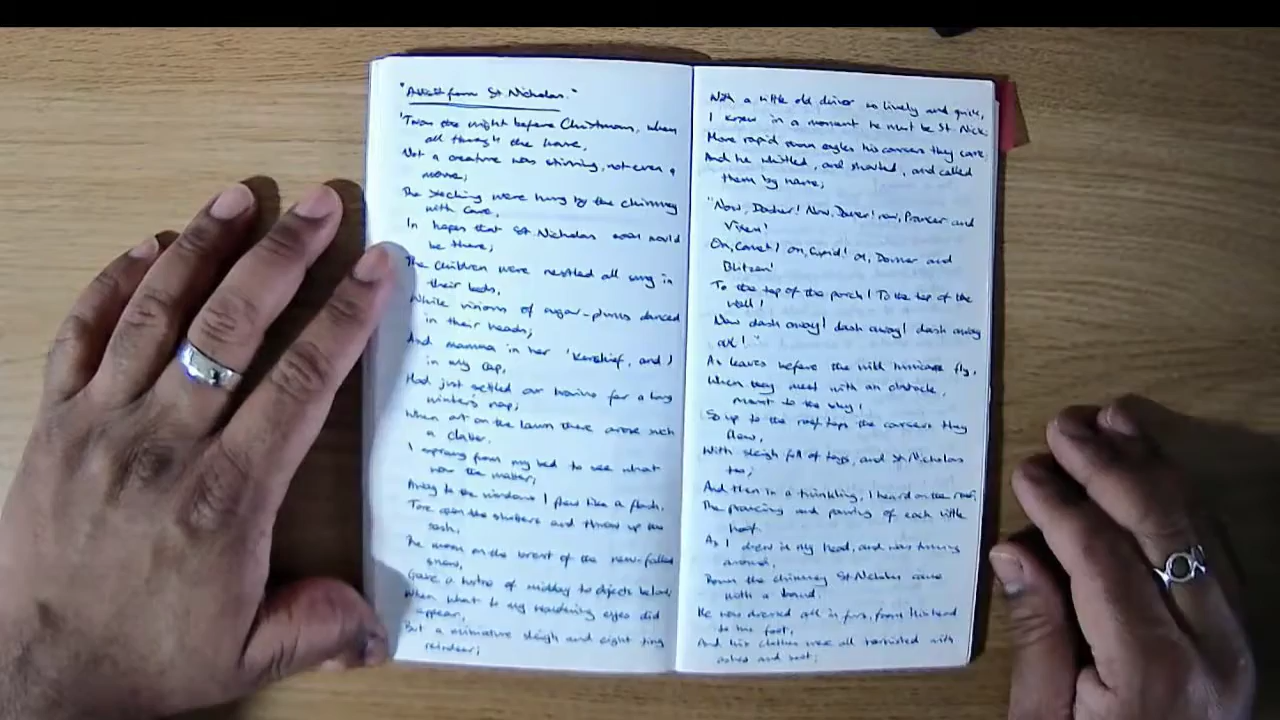 "A Visit from St. Nicholas."
'Twas the night before Christmas, when
all through the house,
Not a creature was stirring, not even a
mouse;
The stockings were hung by the chimney
with care,
In hopes that St. Nicholas soon would
be there;
The children were nestled all snug in
their beds,
While visions of sugar-plums danced
in their heads;
And mamma in her 'kerchief, and I
in my cap,
Had just settled our brains for a long
winter's nap;
When out on the lawn there arose such
a clatter.
I sprang from my bed to see what
was the matter;
Away to the windows I flew like a flash,
Tore open the shutters and threw up the
sash,
The moon on the breast of the new-fallen
snow,
Gave a lustre of midday to objects below,
When what to my wondering eyes did
appear,
But a miniature sleigh and eight tiny
reindeer;
With a little old driver so lively and quick,
I knew in a moment he must be St. Nick.
More rapid than eagles his coursers they came
And he whistled, and shouted, and called
them by name;
"Now, Dasher! Now, Dancer! now, Prancer and
Vixen!
On, Comet! on, Cupid! on, Donner and
Blitzen!
To the top of the porch! To the top of the
wall!
Now dash away! dash away! dash away
all!"
As leaves before the wild hurricane fly,
When they meet with an obstacle,
mount to the sky!
So up to the roof tops the coursers they
flew,
With sleigh full of toys, and St. Nicholas
too;
And then in a twinkling, I heard on the roof,
The prancing and pawing of each little
hoof.
As I drew in my head, and was turning
around,
Down the chimney St Nicholas came
with a bound.
He was dressed all in furs, from his head
to his foot,
And his clothes were all tarnished with
ashes and soot;